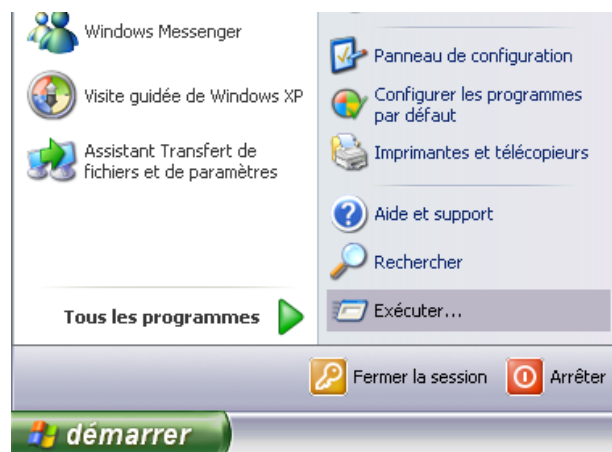 Windows Messenger
Visite guidée de Windows XP
Assistant Transfert de
fichiers et de paramètres
Tous les programmes
Panneau de configuration
Configurer les programmes
par défaut
Imprimantes et télécopieurs
Aide et support
Rechercher
Exécuter...
Fermer la session
Arrêter
démarrer